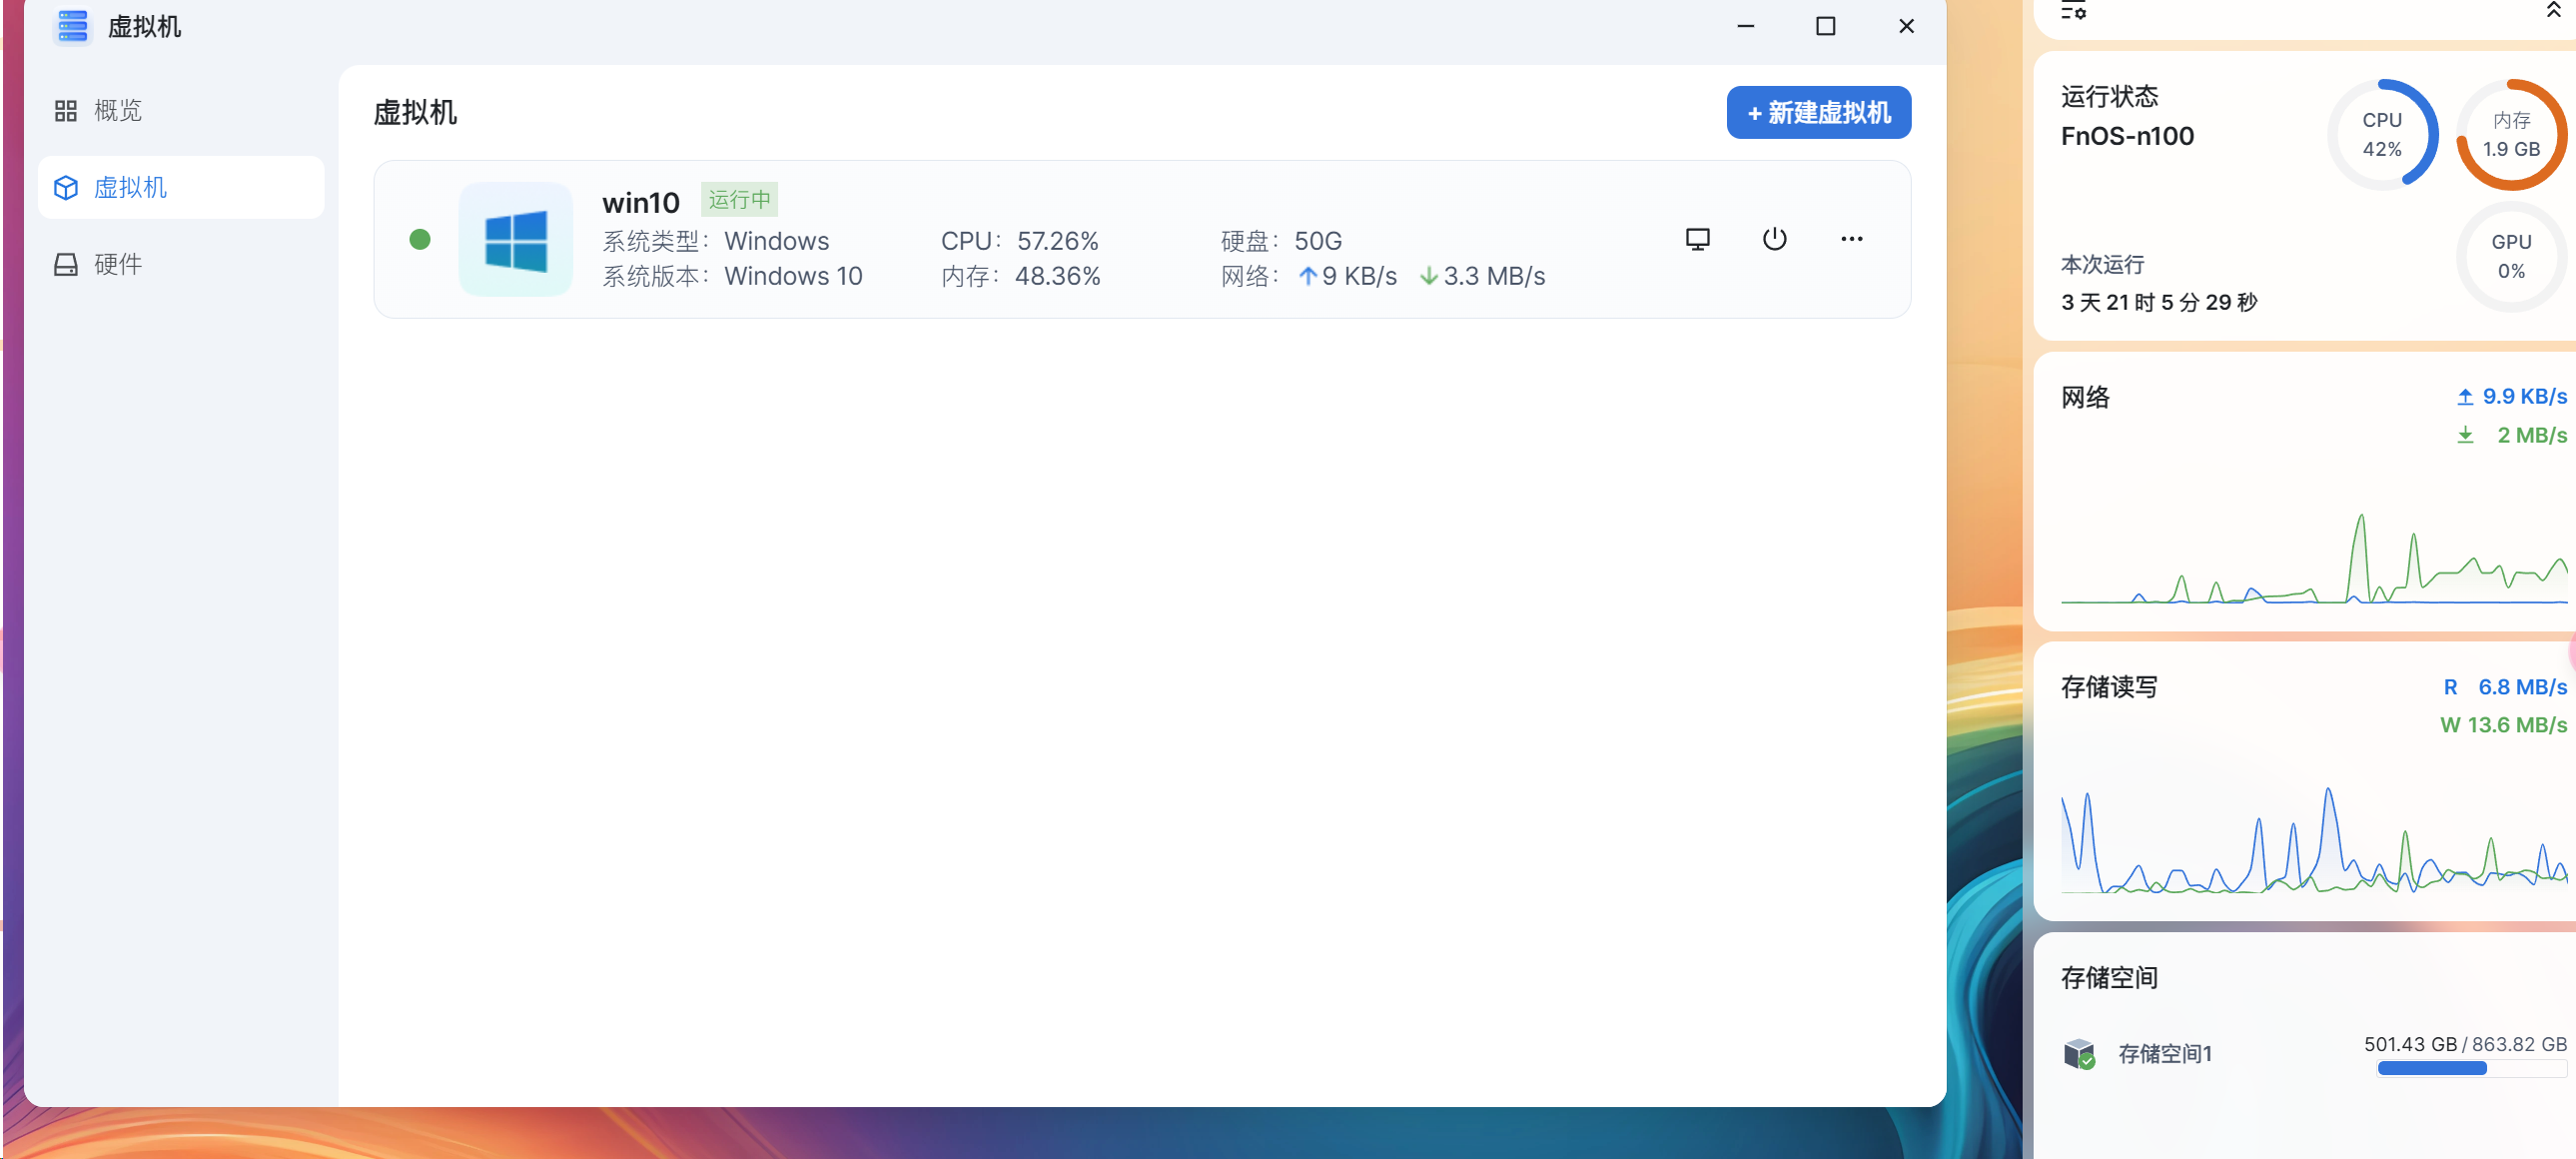 虚拟机
概览
虚拟机
硬件
虚拟机
+ 新建虚拟机
win10 运行中
系统类型：Windows CPU：57.26% 硬盘：50G
系统版本：Windows 10 内存：48.36% 网络：↑9 KB/s ↓3.3 MB/s
运行状态
FnOS-n100
CPU
42%
内存
1.9 GB
GPU
0%
本次运行
3 天 21 时 5 分 29 秒
网络
9.9 KB/s
2 MB/s
存储读写
R 6.8 MB/s
W 13.6 MB/s
存储空间
存储空间1
501.43 GB / 863.82 GB